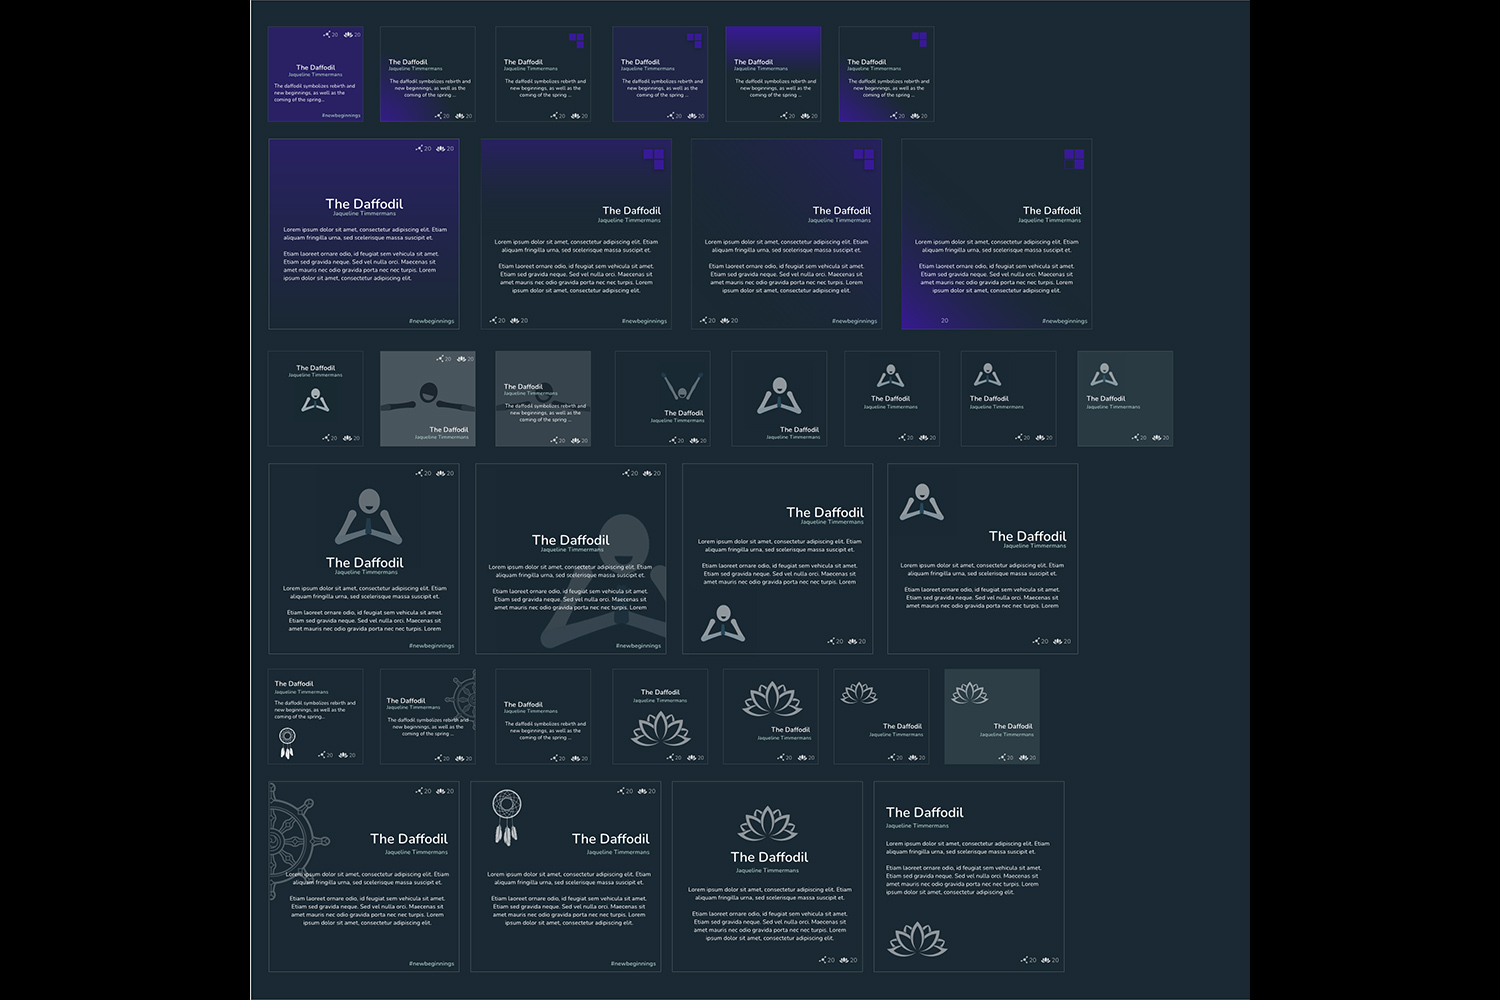 20 20
The Daffodil
Jaqueline Timmermans
The daffodil symbolizes rebirth and
new beginnings, as well as the
coming of the spring...
#newbeginnings
The Daffodil
Jaqueline Timmermans
The daffodil symbolizes rebirth and
new beginnings, as well as the
coming of the spring ...
20 20
The Daffodil
Jaqueline Timmermans
The daffodil symbolizes rebirth and
new beginnings, as well as the
coming of the spring ...
20 20
The Daffodil
Jaqueline Timmermans
The daffodil symbolizes rebirth and
new beginnings, as well as the
coming of the spring ...
20 20
The Daffodil
Jaqueline Timmermans
The daffodil symbolizes rebirth and
new beginnings, as well as the
coming of the spring ...
20 20
The Daffodil
Jaqueline Timmermans
The daffodil symbolizes rebirth and
new beginnings, as well as the
coming of the spring ...
20 20
20 20
The Daffodil
Jaqueline Timmermans
Lorem ipsum dolor sit amet, consectetur adipiscing elit. Etiam
aliquam fringilla urna, sed scelerisque massa suscipit et.
Etiam laoreet ornare odio, id feugiat sem vehicula sit amet.
Etiam sed gravida neque. Sed vel nulla orci. Maecenas sit
amet mauris nec odio gravida porta nec nec turpis. Lorem
ipsum dolor sit amet, consectetur adipiscing elit.
#newbeginnings
The Daffodil
Jaqueline Timmermans
Lorem ipsum dolor sit amet, consectetur adipiscing elit. Etiam
aliquam fringilla urna, sed scelerisque massa suscipit et.
Etiam laoreet ornare odio, id feugiat sem vehicula sit amet.
Etiam sed gravida neque. Sed vel nulla orci. Maecenas sit
amet mauris nec odio gravida porta nec nec turpis. Lorem
ipsum dolor sit amet, consectetur adipiscing elit.
20 20 #newbeginnings
The Daffodil
Jaqueline Timmermans
Lorem ipsum dolor sit amet, consectetur adipiscing elit. Etiam
aliquam fringilla urna, sed scelerisque massa suscipit et.
Etiam laoreet ornare odio, id feugiat sem vehicula sit amet.
Etiam sed gravida neque. Sed vel nulla orci. Maecenas sit
amet mauris nec odio gravida porta nec nec turpis. Lorem
ipsum dolor sit amet, consectetur adipiscing elit.
20 20 #newbeginnings
The Daffodil
Jaqueline Timmermans
Lorem ipsum dolor sit amet, consectetur adipiscing elit. Etiam
aliquam fringilla urna, sed scelerisque massa suscipit et.
Etiam laoreet ornare odio, id feugiat sem vehicula sit amet.
Etiam sed gravida neque. Sed vel nulla orci. Maecenas sit
amet mauris nec odio gravida porta nec nec turpis. Lorem
ipsum dolor sit amet, consectetur adipiscing elit.
20 #newbeginnings
The Daffodil
Jaqueline Timmermans
20 20
20 20
The Daffodil
Jaqueline Timmermans
The Daffodil
Jaqueline Timmermans
The daffodil symbolizes rebirth and
new beginnings, as well as the
coming of the spring ...
20 20
The Daffodil
Jaqueline Timmermans
20 20
The Daffodil
Jaqueline Timmermans
20 20
The Daffodil
Jaqueline Timmermans
20 20
The Daffodil
Jaqueline Timmermans
20 20
The Daffodil
Jaqueline Timmermans
20 20
20 20
The Daffodil
Jaqueline Timmermans
Lorem ipsum dolor sit amet, consectetur adipiscing elit. Etiam
aliquam fringilla urna, sed scelerisque massa suscipit et.
Etiam laoreet ornare odio, id feugiat sem vehicula sit amet.
Etiam sed gravida neque. Sed vel nulla orci. Maecenas sit
amet mauris nec odio gravida porta nec nec turpis. Lorem
#newbeginnings
20 20
The Daffodil
Jaqueline Timmermans
Lorem ipsum dolor sit amet, consectetur adipiscing elit. Etiam
aliquam fringilla urna, sed scelerisque massa suscipit et.
Etiam laoreet ornare odio, id feugiat sem vehicula sit amet.
Etiam sed gravida neque. Sed vel nulla orci. Maecenas sit
amet mauris nec odio gravida porta nec nec turpis. Lorem
#newbeginnings
The Daffodil
Jaqueline Timmermans
Lorem ipsum dolor sit amet, consectetur adipiscing elit. Etiam
aliquam fringilla urna, sed scelerisque massa suscipit et.
Etiam laoreet ornare odio, id feugiat sem vehicula sit amet.
Etiam sed gravida neque. Sed vel nulla orci. Maecenas sit
amet mauris nec odio gravida porta nec nec turpis. Lorem
20 20
The Daffodil
Jaqueline Timmermans
Lorem ipsum dolor sit amet, consectetur adipiscing elit. Etiam
aliquam fringilla urna, sed scelerisque massa suscipit et.
Etiam laoreet ornare odio, id feugiat sem vehicula sit amet.
Etiam sed gravida neque. Sed vel nulla orci. Maecenas sit
amet mauris nec odio gravida porta nec nec turpis. Lorem
20 20
The Daffodil
Jaqueline Timmermans
The daffodil symbolizes rebirth and
new beginnings, as well as the
coming of the spring...
20 20
The Daffodil
Jaqueline Timmermans
The daffodil symbolizes rebirth and
new beginnings, as well as the
coming of the spring ...
20 20
The Daffodil
Jaqueline Timmermans
The daffodil symbolizes rebirth and
new beginnings, as well as the
coming of the spring ...
20 20
The Daffodil
Jaqueline Timmermans
20 20
The Daffodil
Jaqueline Timmermans
20 20
The Daffodil
Jaqueline Timmermans
20 20
The Daffodil
Jaqueline Timmermans
20 20
20 20
The Daffodil
Jaqueline Timmermans
Lorem ipsum dolor sit amet, consectetur adipiscing elit. Etiam
aliquam fringilla urna, sed scelerisque massa suscipit et.
Etiam laoreet ornare odio, id feugiat sem vehicula sit amet.
Etiam sed gravida neque. Sed vel nulla orci. Maecenas sit
amet mauris nec odio gravida porta nec nec turpis. Lorem
ipsum dolor sit amet, consectetur adipiscing elit.
#newbeginnings
20 20
The Daffodil
Jaqueline Timmermans
Lorem ipsum dolor sit amet, consectetur adipiscing elit. Etiam
aliquam fringilla urna, sed scelerisque massa suscipit et.
Etiam laoreet ornare odio, id feugiat sem vehicula sit amet.
Etiam sed gravida neque. Sed vel nulla orci. Maecenas sit
amet mauris nec odio gravida porta nec nec turpis. Lorem
ipsum dolor sit amet, consectetur adipiscing elit.
#newbeginnings
The Daffodil
Jaqueline Timmermans
Lorem ipsum dolor sit amet, consectetur adipiscing elit. Etiam
aliquam fringilla urna, sed scelerisque massa suscipit et.
Etiam laoreet ornare odio, id feugiat sem vehicula sit amet.
Etiam sed gravida neque. Sed vel nulla orci. Maecenas sit
amet mauris nec odio gravida porta nec nec turpis. Lorem
ipsum dolor sit amet, consectetur adipiscing elit.
20 20
The Daffodil
Jaqueline Timmermans
Lorem ipsum dolor sit amet, consectetur adipiscing elit. Etiam
aliquam fringilla urna, sed scelerisque massa suscipit et.
Etiam laoreet ornare odio, id feugiat sem vehicula sit amet.
Etiam sed gravida neque. Sed vel nulla orci. Maecenas sit
amet mauris nec odio gravida porta nec nec turpis. Lorem
ipsum dolor sit amet, consectetur adipiscing elit.
20 20